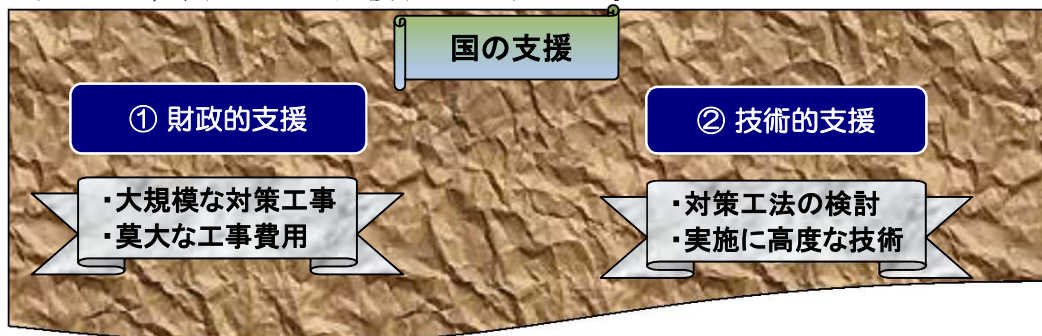 国の支援
① 財政的支援
・大規模な対策工事
・莫大な工事費用
② 技術的支援
・対策工法の検討
・実施に高度な技術